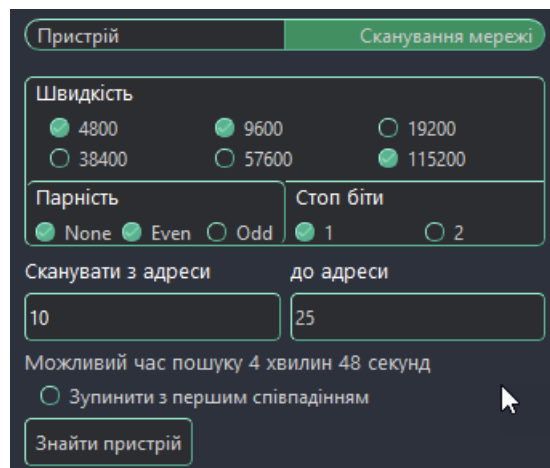 Пристрій Сканування мережі
Швидкість
4800 9600 19200
38400 57600 115200
Парність Стоп біти
None Even Odd 1 2
Сканувати з адреси до адреси
10 25
Можливий час пошуку 4 хвилин 48 секунд
Зупинити з першим співпадінням
Знайти пристрій